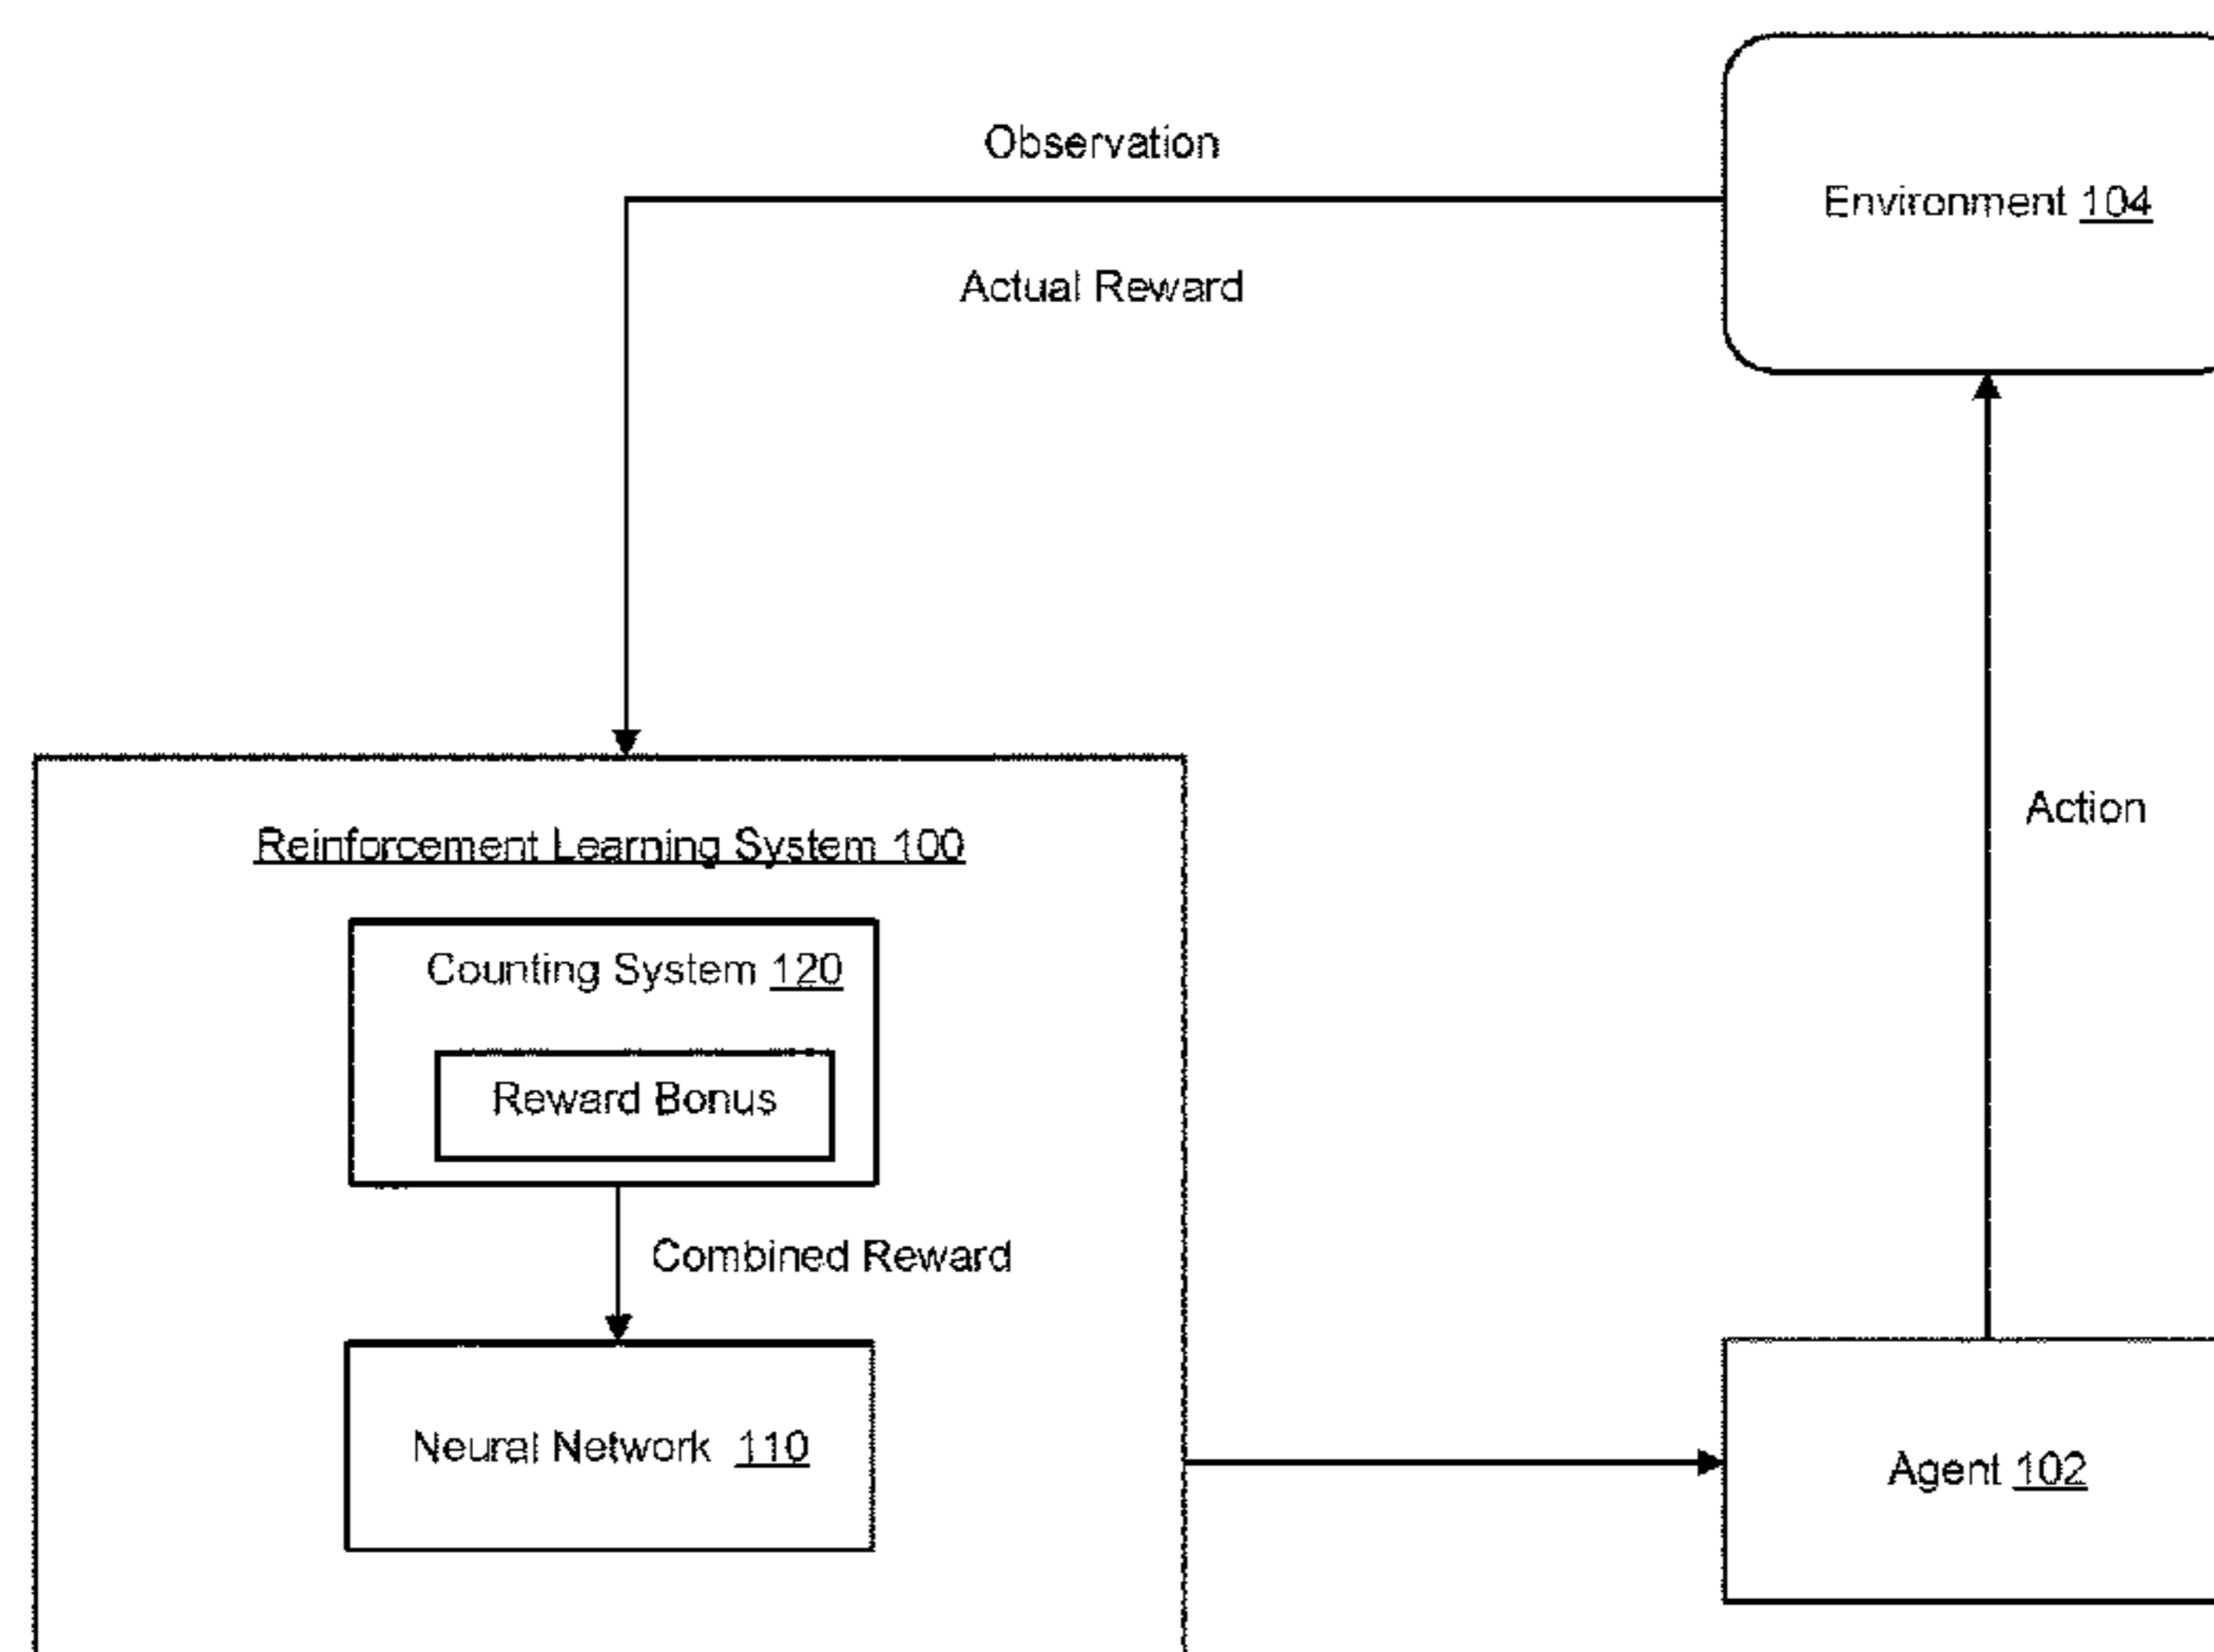 Observation
Environment 104
Actual Reward
Action
Reinforcement Learning System 100
Counting System 120
Reward Bonus
Combined Reward
Neural Network 110
Agent 102